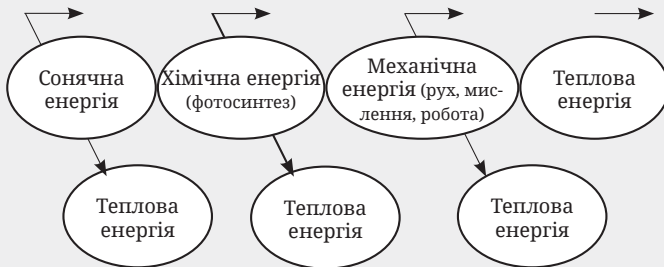 Сонячна
енергія
Хімічна енергія
(фотосинтез)
Механічна
енергія (рух, мис-
лення, робота)
Теплова
енергія
Теплова
енергія
Теплова
енергія
Теплова
енергія